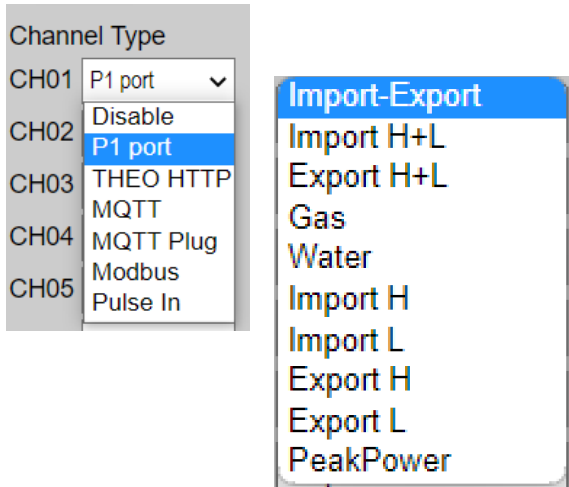 Channel Type
CH01 P1 port
Disable
CH02
P1 port
CH03
THEO HTTP
MQTT
CH04
MQTT Plug
Modbus
CH05
Pulse In
Import-Export
Import H+L
Export H+L
Gas
Water
Import H
Import L
Export H
Export L
PeakPower